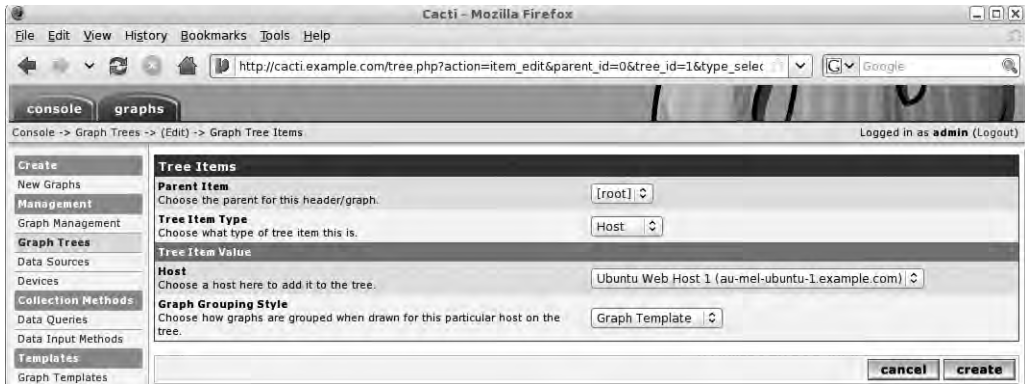 Cacti - Mozilla Firefox
File Edit View History Bookmarks Tools Help
http://cacti.example.com/tree.php?action=item_edit&parent_id=0&tree_id=1&type_selec
G Google
console graphs
Console -> Graph Trees -> (Edit) -> Graph Tree Items
Logged in as admin (Logout)
Create
New Graphs
Management
Graph Management
Graph Trees
Data Sources
Devices
Collection Methods
Data Queries
Data Input Methods
Templates
Graph Templates
Tree Items
Parent Item
Choose the parent for this header/graph.
[root]
Tree Item Type
Choose what type of tree item this is.
Host
Tree Item Value
Host
Choose a host here to add it to the tree.
Ubuntu Web Host 1 (au-mel-ubuntu-1.example.com)
Graph Grouping Style
Choose how graphs are grouped when drawn for this particular host on the
tree.
Graph Template
cancel create